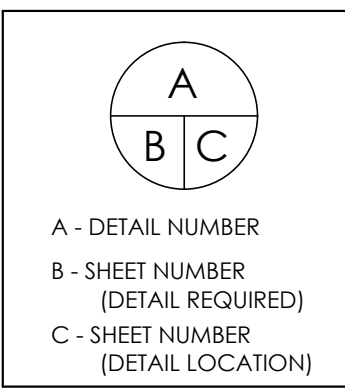 A
B C
A - DETAIL NUMBER
B - SHEET NUMBER
(DETAIL REQUIRED)
C - SHEET NUMBER
(DETAIL LOCATION)